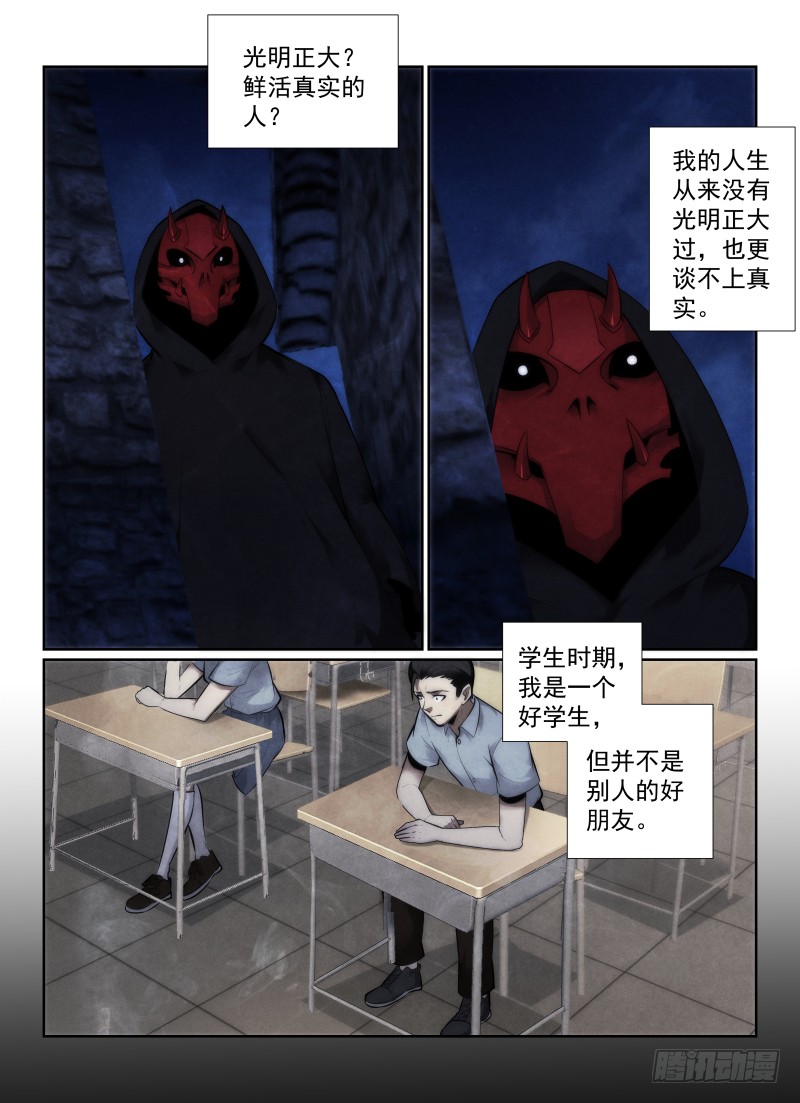 光明正大？
鲜活真实的
人？
我的人生
从来没有
光明正大
过，也更
谈不上真
实。
学生时期，
我是一个
好学生，
但并不是
别人的好
朋友。
腾讯动漫